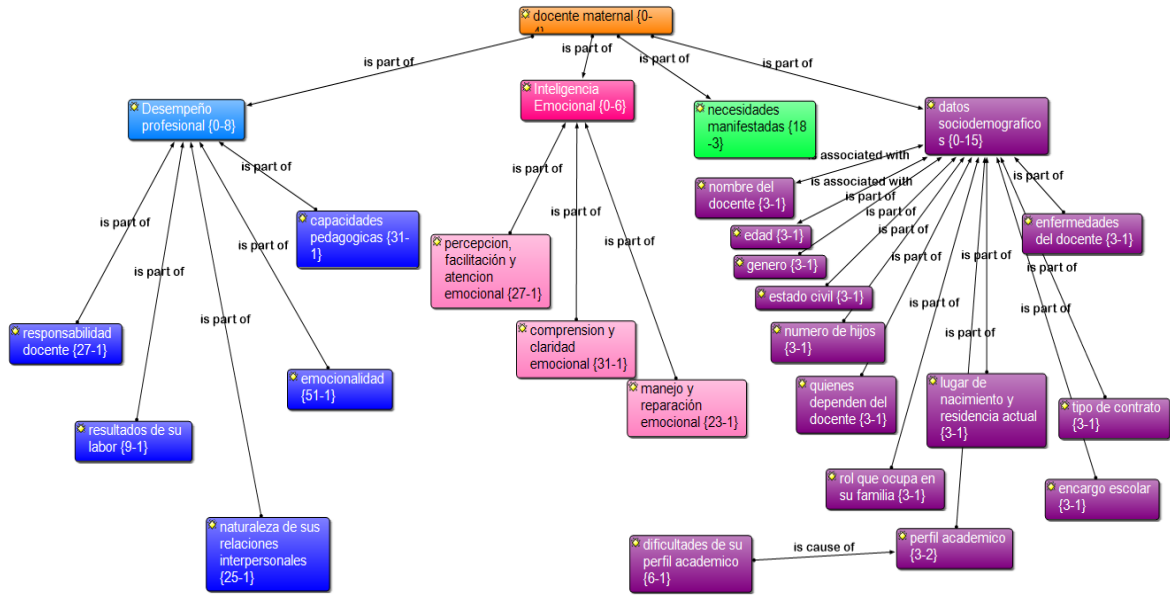 docente maternal {0-
4}
is part of
is part of
is part of
is part of
Desempeño
profesional {0-8}
Inteligencia
Emocional {0-6}
necesidades
manifestadas {18
-3}
datos
sociodemografico
s {0-15}
is associated with
is associated with
is part of
is part of
is part of
is part of
is part of
is part of
is part of
is part of
is part of
is part of
nombre del
docente {3-1}
edad {3-1}
genero {3-1}
estado civil {3-1}
numero de hijos
{3-1}
quienes
dependen del
docente {3-1}
rol que ocupa en
su familia {3-1}
lugar de
nacimiento y
residencia actual
{3-1}
enfermedades
del docente {3-1}
tipo de contrato
{3-1}
encargo escolar
{3-1}
perfil academico
{3-2}
is cause of
dificultades de su
perfil academico
{6-1}
is part of
is part of
is part of
is part of
is part of
capacidades
pedagogicas {31-
1}
responsabilidad
docente {27-1}
emocionalidad
{51-1}
resultados de su
labor {9-1}
naturaleza de sus
relaciones
interpersonales
{25-1}
is part of
is part of
is part of
percepcion,
facilitación y
atencion
emocional {27-1}
comprension y
claridad
emocional {31-1}
manejo y
reparación
emocional {23-1}